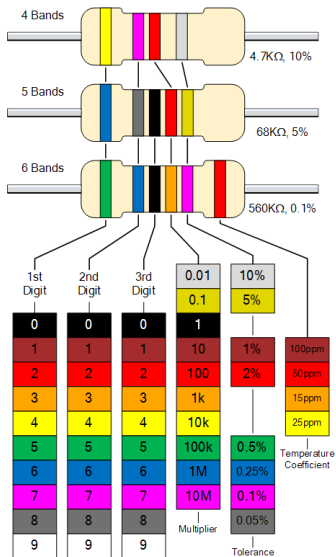 4 Bands
4.7KΩ, 10%
5 Bands
68KΩ, 5%
6 Bands
560KΩ, 0.1%
1st
Digit
2nd
Digit
3rd
Digit
0.01 10%
0.1 5%
0 0 0 1
1 1 1 10 1% 100ppm
2 2 2 100 2% 50ppm
3 3 3 1k 15ppm
4 4 4 10k 25ppm
5 5 5 100k 0.5%
6 6 6 1M 0.25%
7 7 7 10M 0.1%
8 8 8 0.05%
9 9 9
Temperature
Coefficient
Multiplier
Tolerance